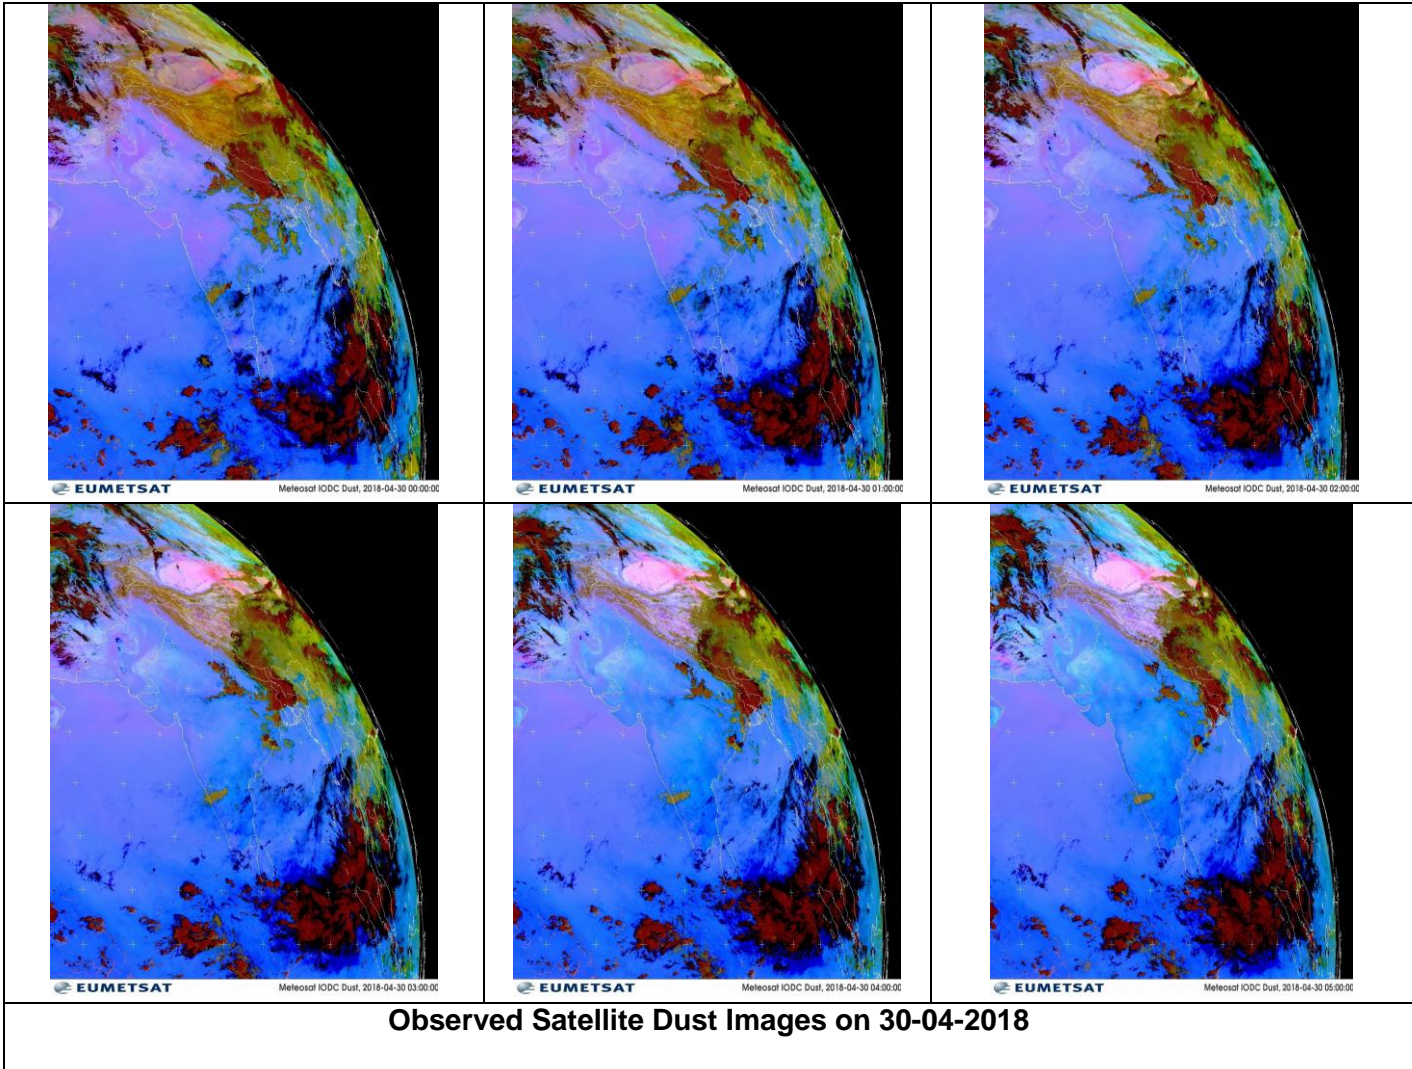 EUMETSAT Meteosat IODC Dust, 2018-04-30 00:00:00
EUMETSAT Meteosat IODC Dust, 2018-04-30 01:00:00
EUMETSAT Meteosat IODC Dust, 2018-04-30 02:00:00
EUMETSAT Meteosat IODC Dust, 2018-04-30 03:00:00
EUMETSAT Meteosat IODC Dust, 2018-04-30 04:00:00
EUMETSAT Meteosat IODC Dust, 2018-04-30 05:00:00
Observed Satellite Dust Images on 30-04-2018